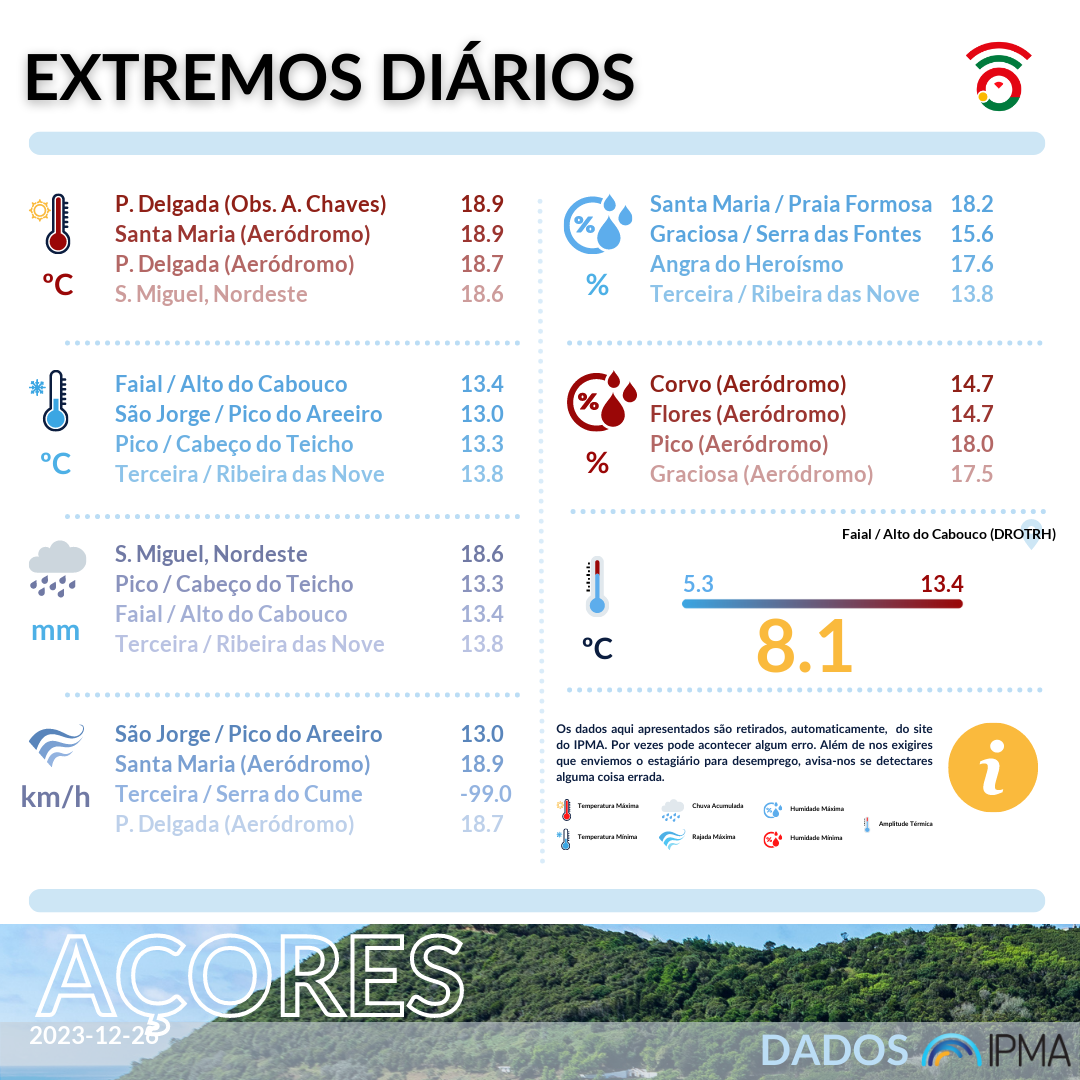 EXTREMOS DIÁRIOS
P. Delgada (Obs. A. Chaves) 18.9
Santa Maria (Aeródromo) 18.9
P. Delgada (Aeródromo) 18.7
S. Miguel, Nordeste 18.6
ºC
Faial / Alto do Cabouco 13.4
São Jorge / Pico do Areeiro 13.0
Pico / Cabeço do Teicho 13.3
Terceira / Ribeira das Nove 13.8
ºC
S. Miguel, Nordeste 18.6
Pico / Cabeço do Teicho 13.3
Faial / Alto do Cabouco 13.4
Terceira / Ribeira das Nove 13.8
mm
São Jorge / Pico do Areeiro 13.0
Santa Maria (Aeródromo) 18.9
Terceira / Serra do Cume -99.0
P. Delgada (Aeródromo) 18.7
km/h
%
Santa Maria / Praia Formosa 18.2
Graciosa / Serra das Fontes 15.6
Angra do Heroísmo 17.6
Terceira / Ribeira das Nove 13.8
%
%
Corvo (Aeródromo) 14.7
Flores (Aeródromo) 14.7
Pico (Aeródromo) 18.0
Graciosa (Aeródromo) 17.5
%
Faial / Alto do Cabouco (DROTRH)
5.3 13.4
8.1
ºC
Os dados aqui apresentados são retirados, automaticamente, do site
do IPMA. Por vezes pode acontecer algum erro. Além de nos exigires
que enviemos o estagiário para desemprego, avisa-nos se detectares
alguma coisa errada.
i
Temperatura Máxima
Chuva Acumulada
Humidade Máxima
Amplitude Térmica
Temperatura Mínima
Rajada Máxima
Humidade Mínima
AÇORES
2023-12-26
DADOS IPMA